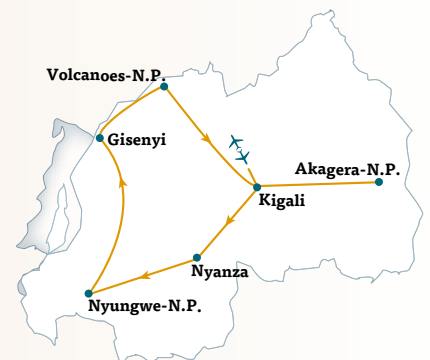 Volcanoes-N.P.
Gisenyi
Akagera-N.P.
Kigali
Nyanza
Nyungwe-N.P.